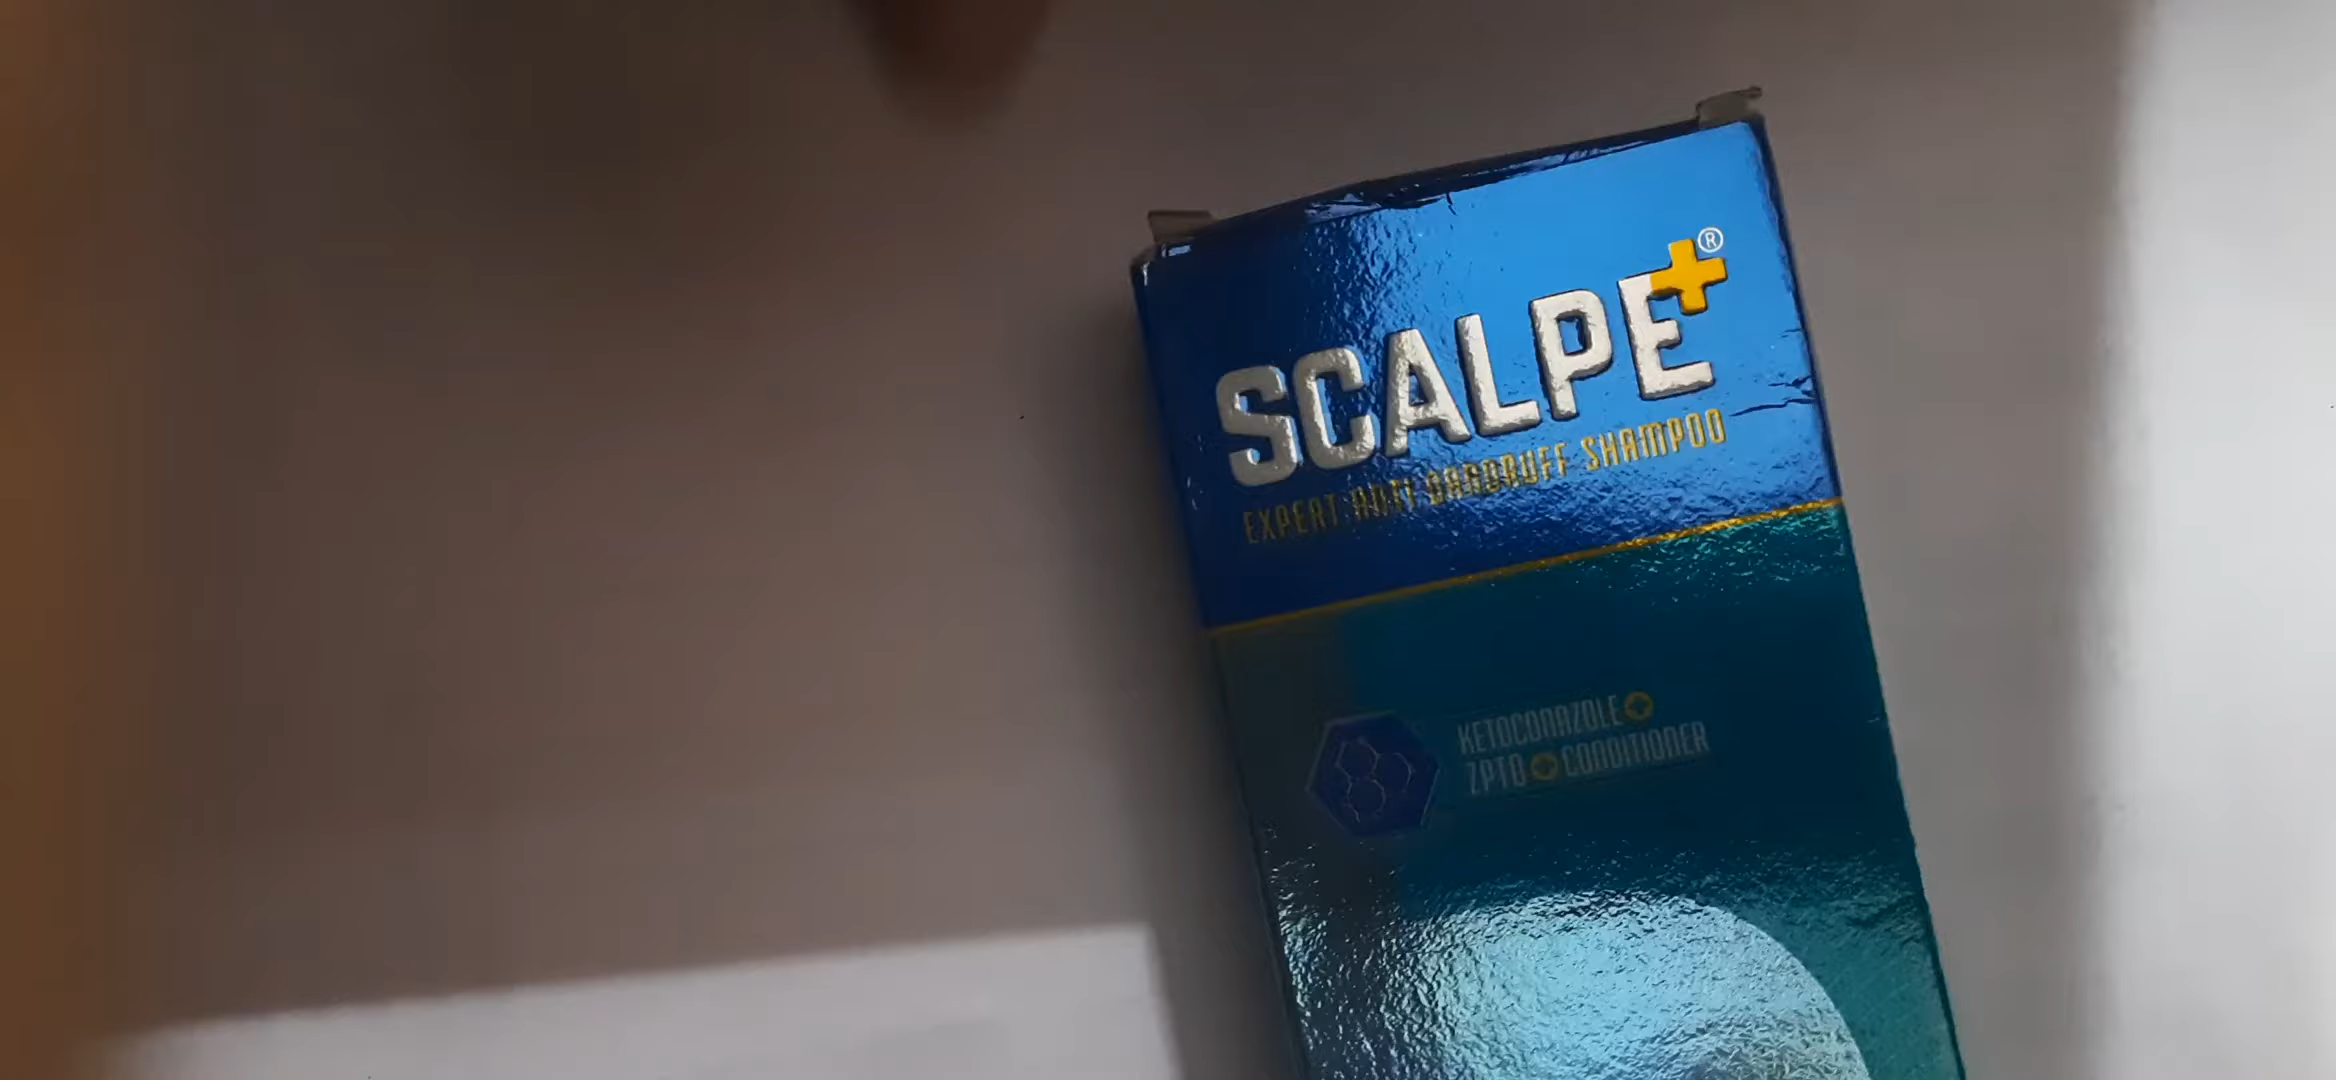 SCALPE+®
EXPERT ANTI DANDRUFF SHAMPOO
KETOCONAZOLE+
ZPTO+CONDITIONER